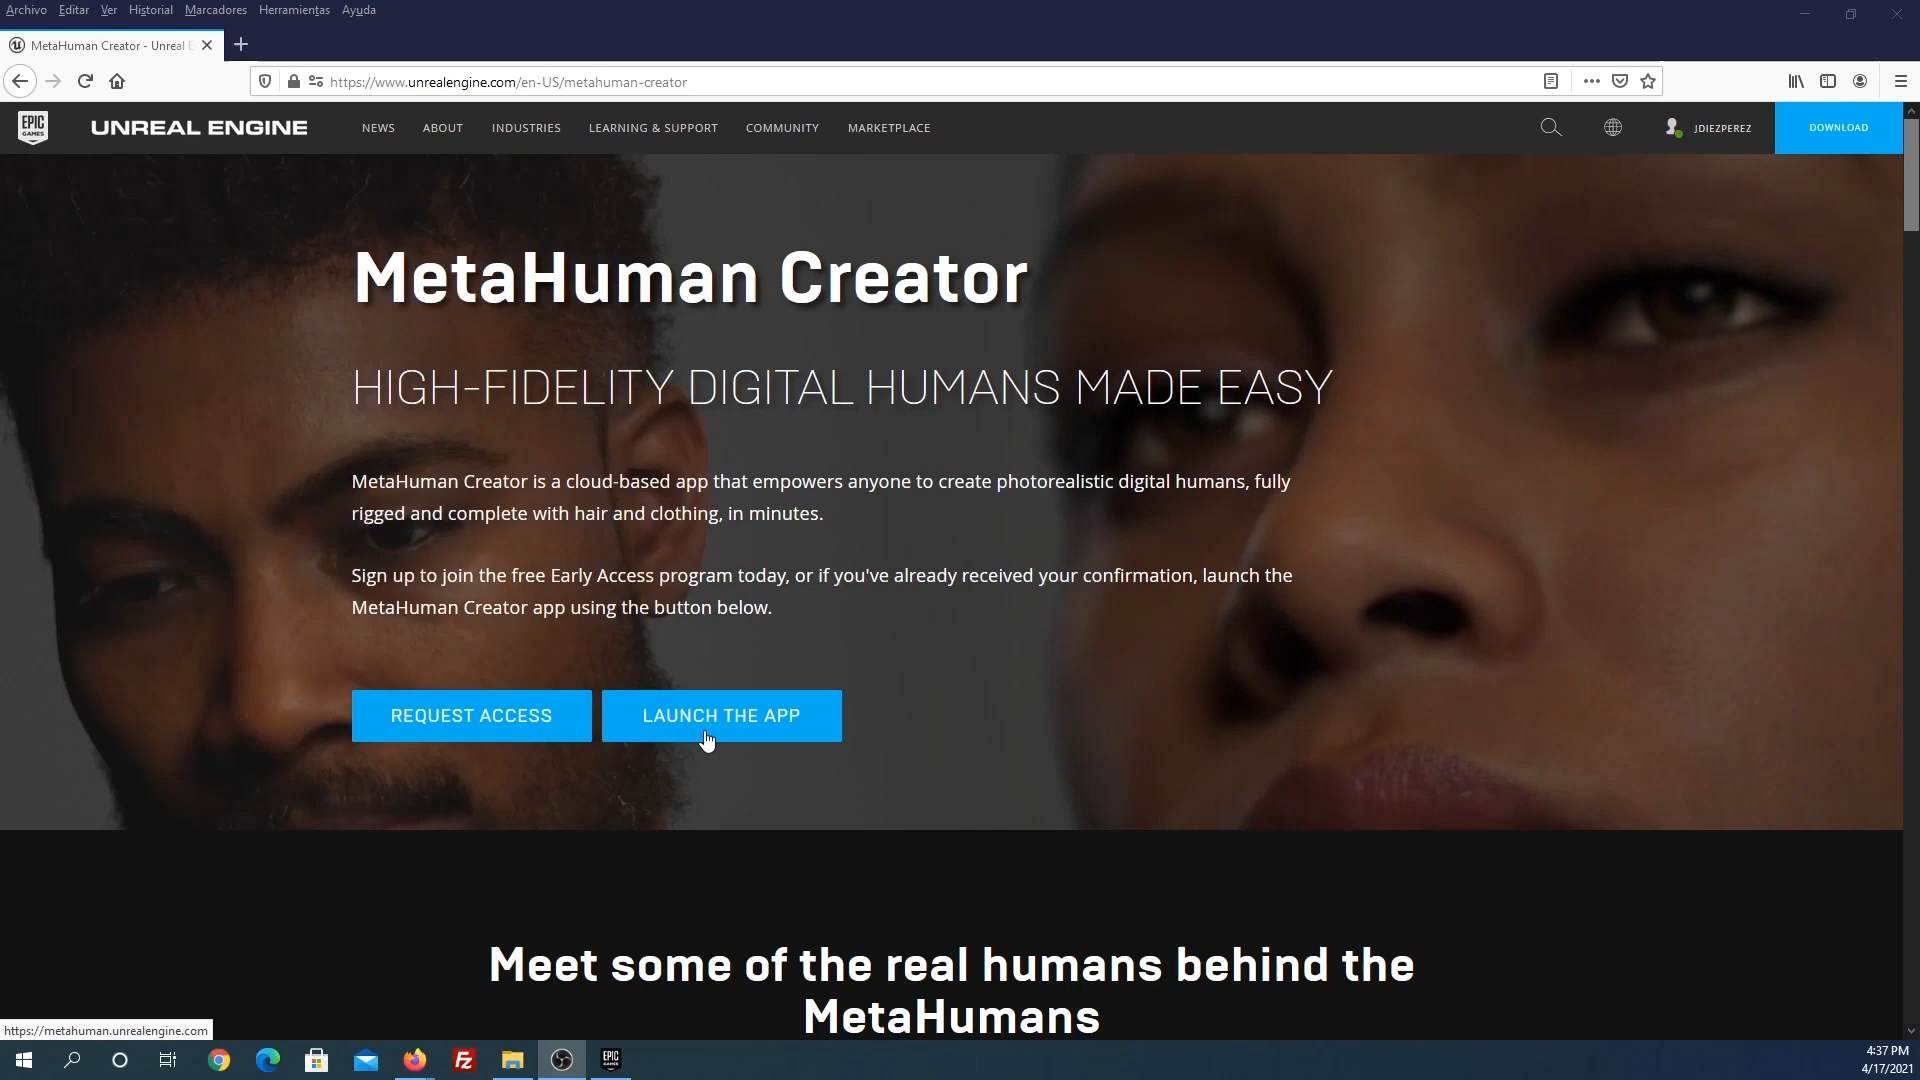 Archivo Editar Ver Historial Marcadores Herramientas Ayuda
MetaHuman Creator - Unreal E
https://www.unrealengine.com/en-US/metahuman-creator
EPIC GAMES UNREAL ENGINE NEWS ABOUT INDUSTRIES LEARNING & SUPPORT COMMUNITY MARKETPLACE JDIEZPEREZ DOWNLOAD
MetaHuman Creator
HIGH-FIDELITY DIGITAL HUMANS MADE EASY
MetaHuman Creator is a cloud-based app that empowers anyone to create photorealistic digital humans, fully
rigged and complete with hair and clothing, in minutes.
Sign up to join the free Early Access program today, or if you've already received your confirmation, launch the
MetaHuman Creator app using the button below.
REQUEST ACCESS LAUNCH THE APP
Meet some of the real humans behind the
MetaHumans
https://metahuman.unrealengine.com
Fz EPIC GAMES 4:37 PM
4/17/2021